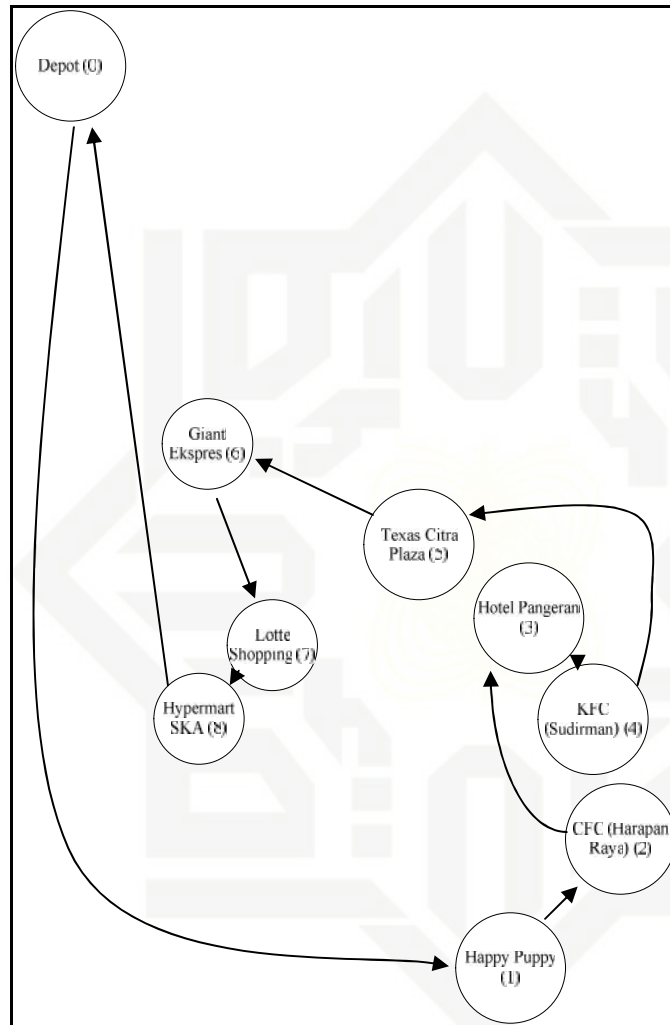 Depot (0)
Giant
Ekspres (6)
Texas Citra
Plaza (5)
Hotel Pangeran
(3)
Lotte
Shopping (7)
Hypermart
SKA (8)
KFC
(Sudirman) (4)
CFC (Harapan
Raya) (2)
Happy Puppy
(1)